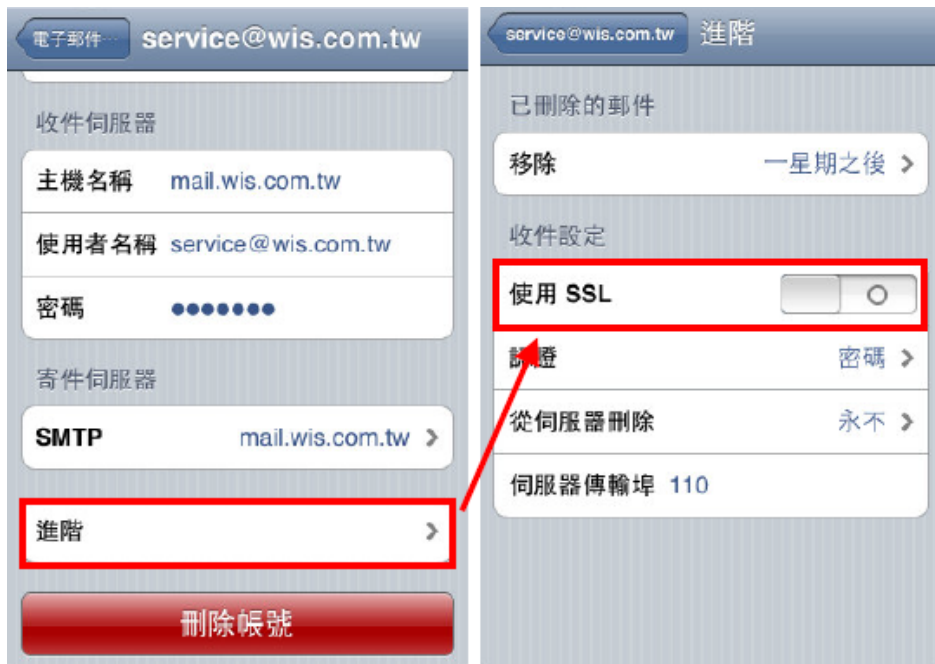 電子郵件…
service@wis.com.tw
收件伺服器
主機名稱 mail.wis.com.tw
使用者名稱 service@wis.com.tw
密碼 ●●●●●●●
寄件伺服器
SMTP mail.wis.com.tw
進階
刪除帳號
service@wis.com.tw
進階
已刪除的郵件
移除 一星期之後
收件設定
使用 SSL
認證 密碼
從伺服器刪除 永不
伺服器傳輸埠 110